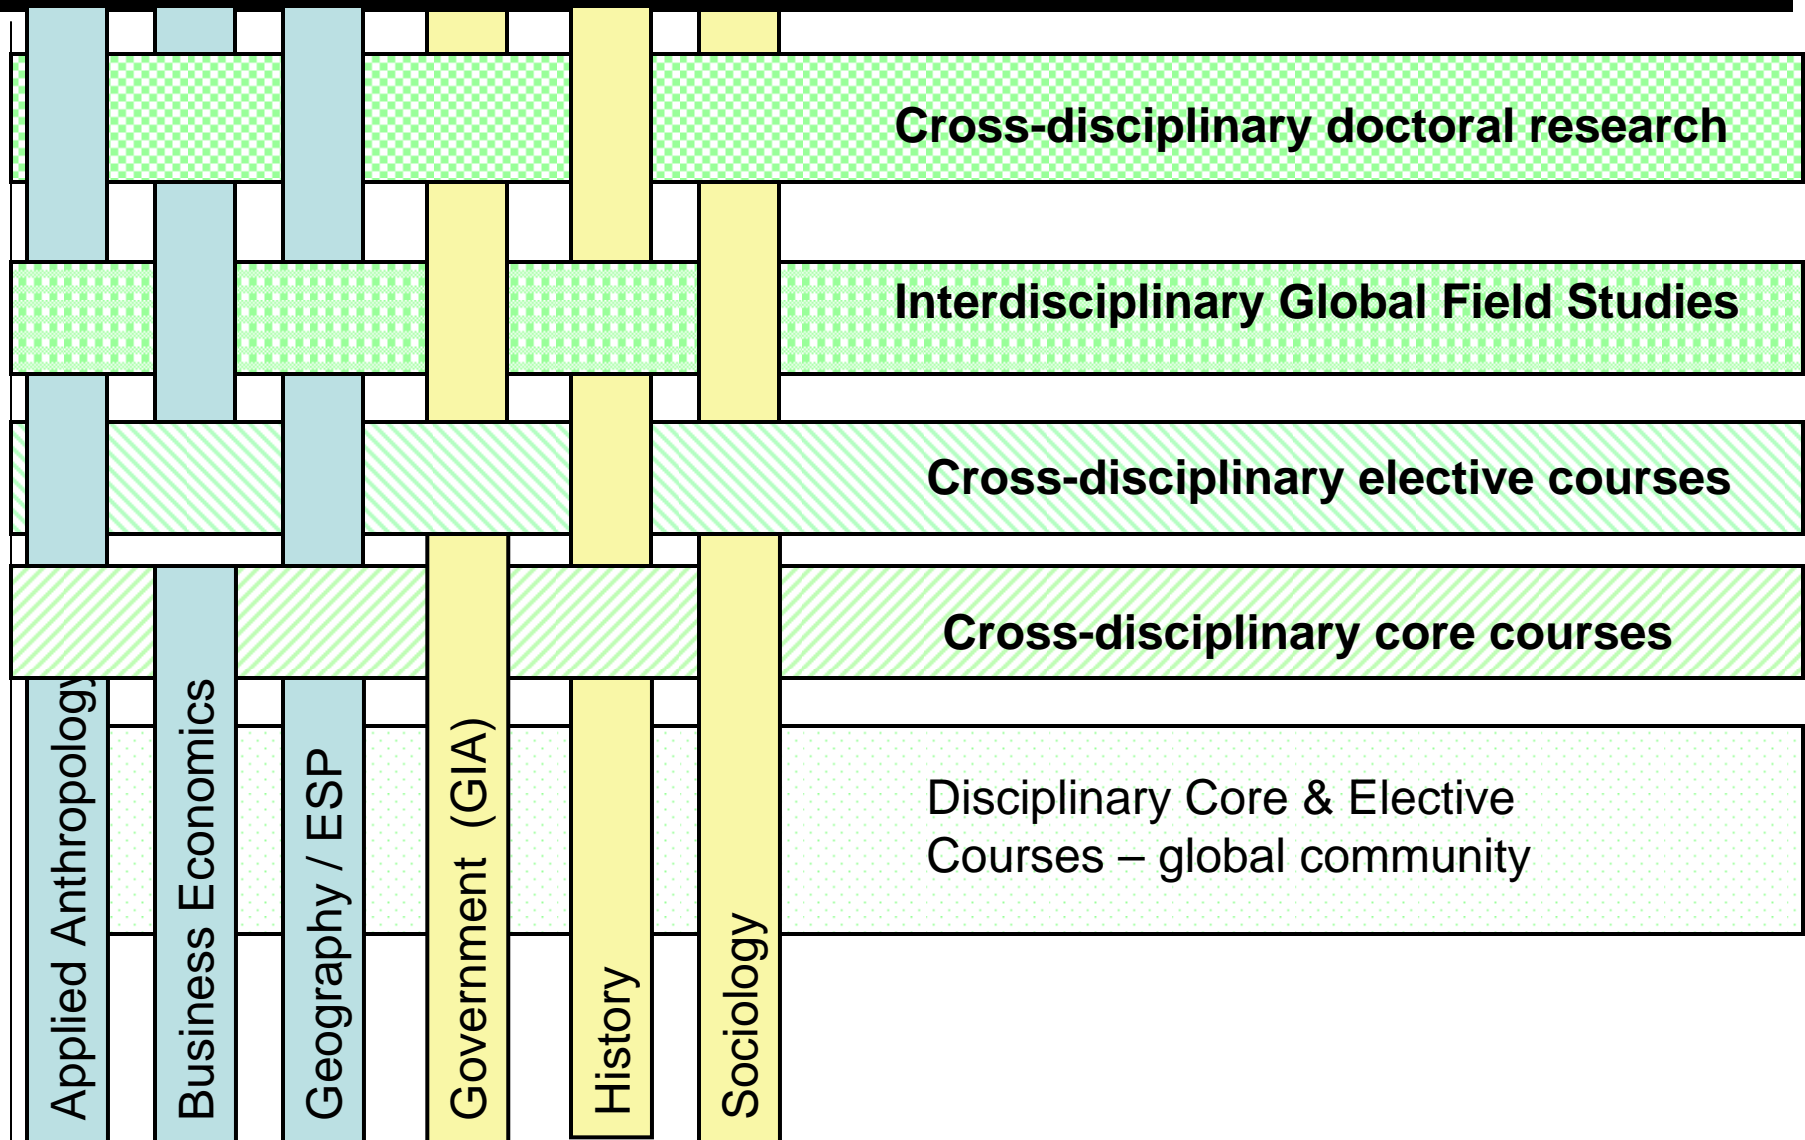 Cross-disciplinary doctoral research
Interdisciplinary Global Field Studies
Cross-disciplinary elective courses
Cross-disciplinary core courses
Disciplinary Core & Elective
Courses – global community
Applied Anthropology
Business Economics
Geography / ESP
Government (GIA)
History
Sociology